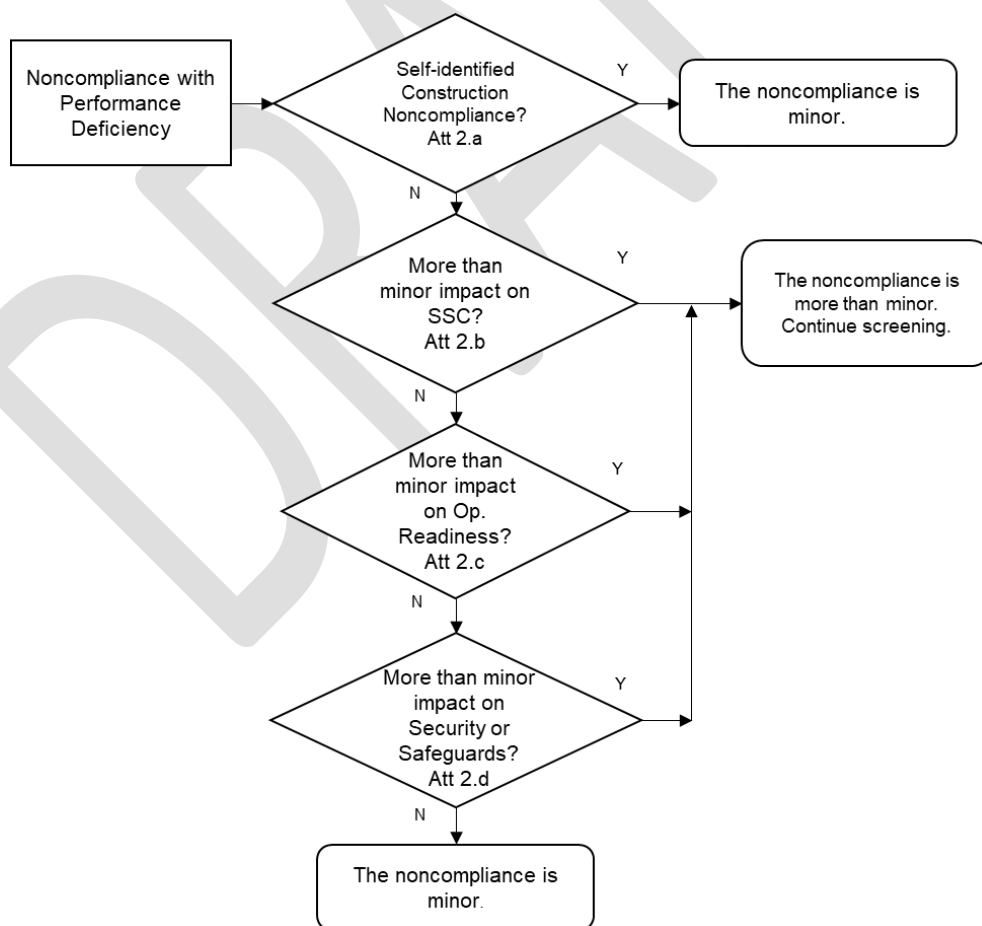 Noncompliance with
Performance
Deficiency
Self-identified
Construction
Noncompliance?
Att 2.a
Y
The noncompliance is
minor.
N
More than
minor impact on
SSC?
Att 2.b
Y
The noncompliance is
more than minor.
Continue screening.
N
More than
minor impact
on Op.
Readiness?
Att 2.c
Y
N
More than minor
impact on
Security or
Safeguards?
Att 2.d
Y
N
The noncompliance is
minor.
DRA